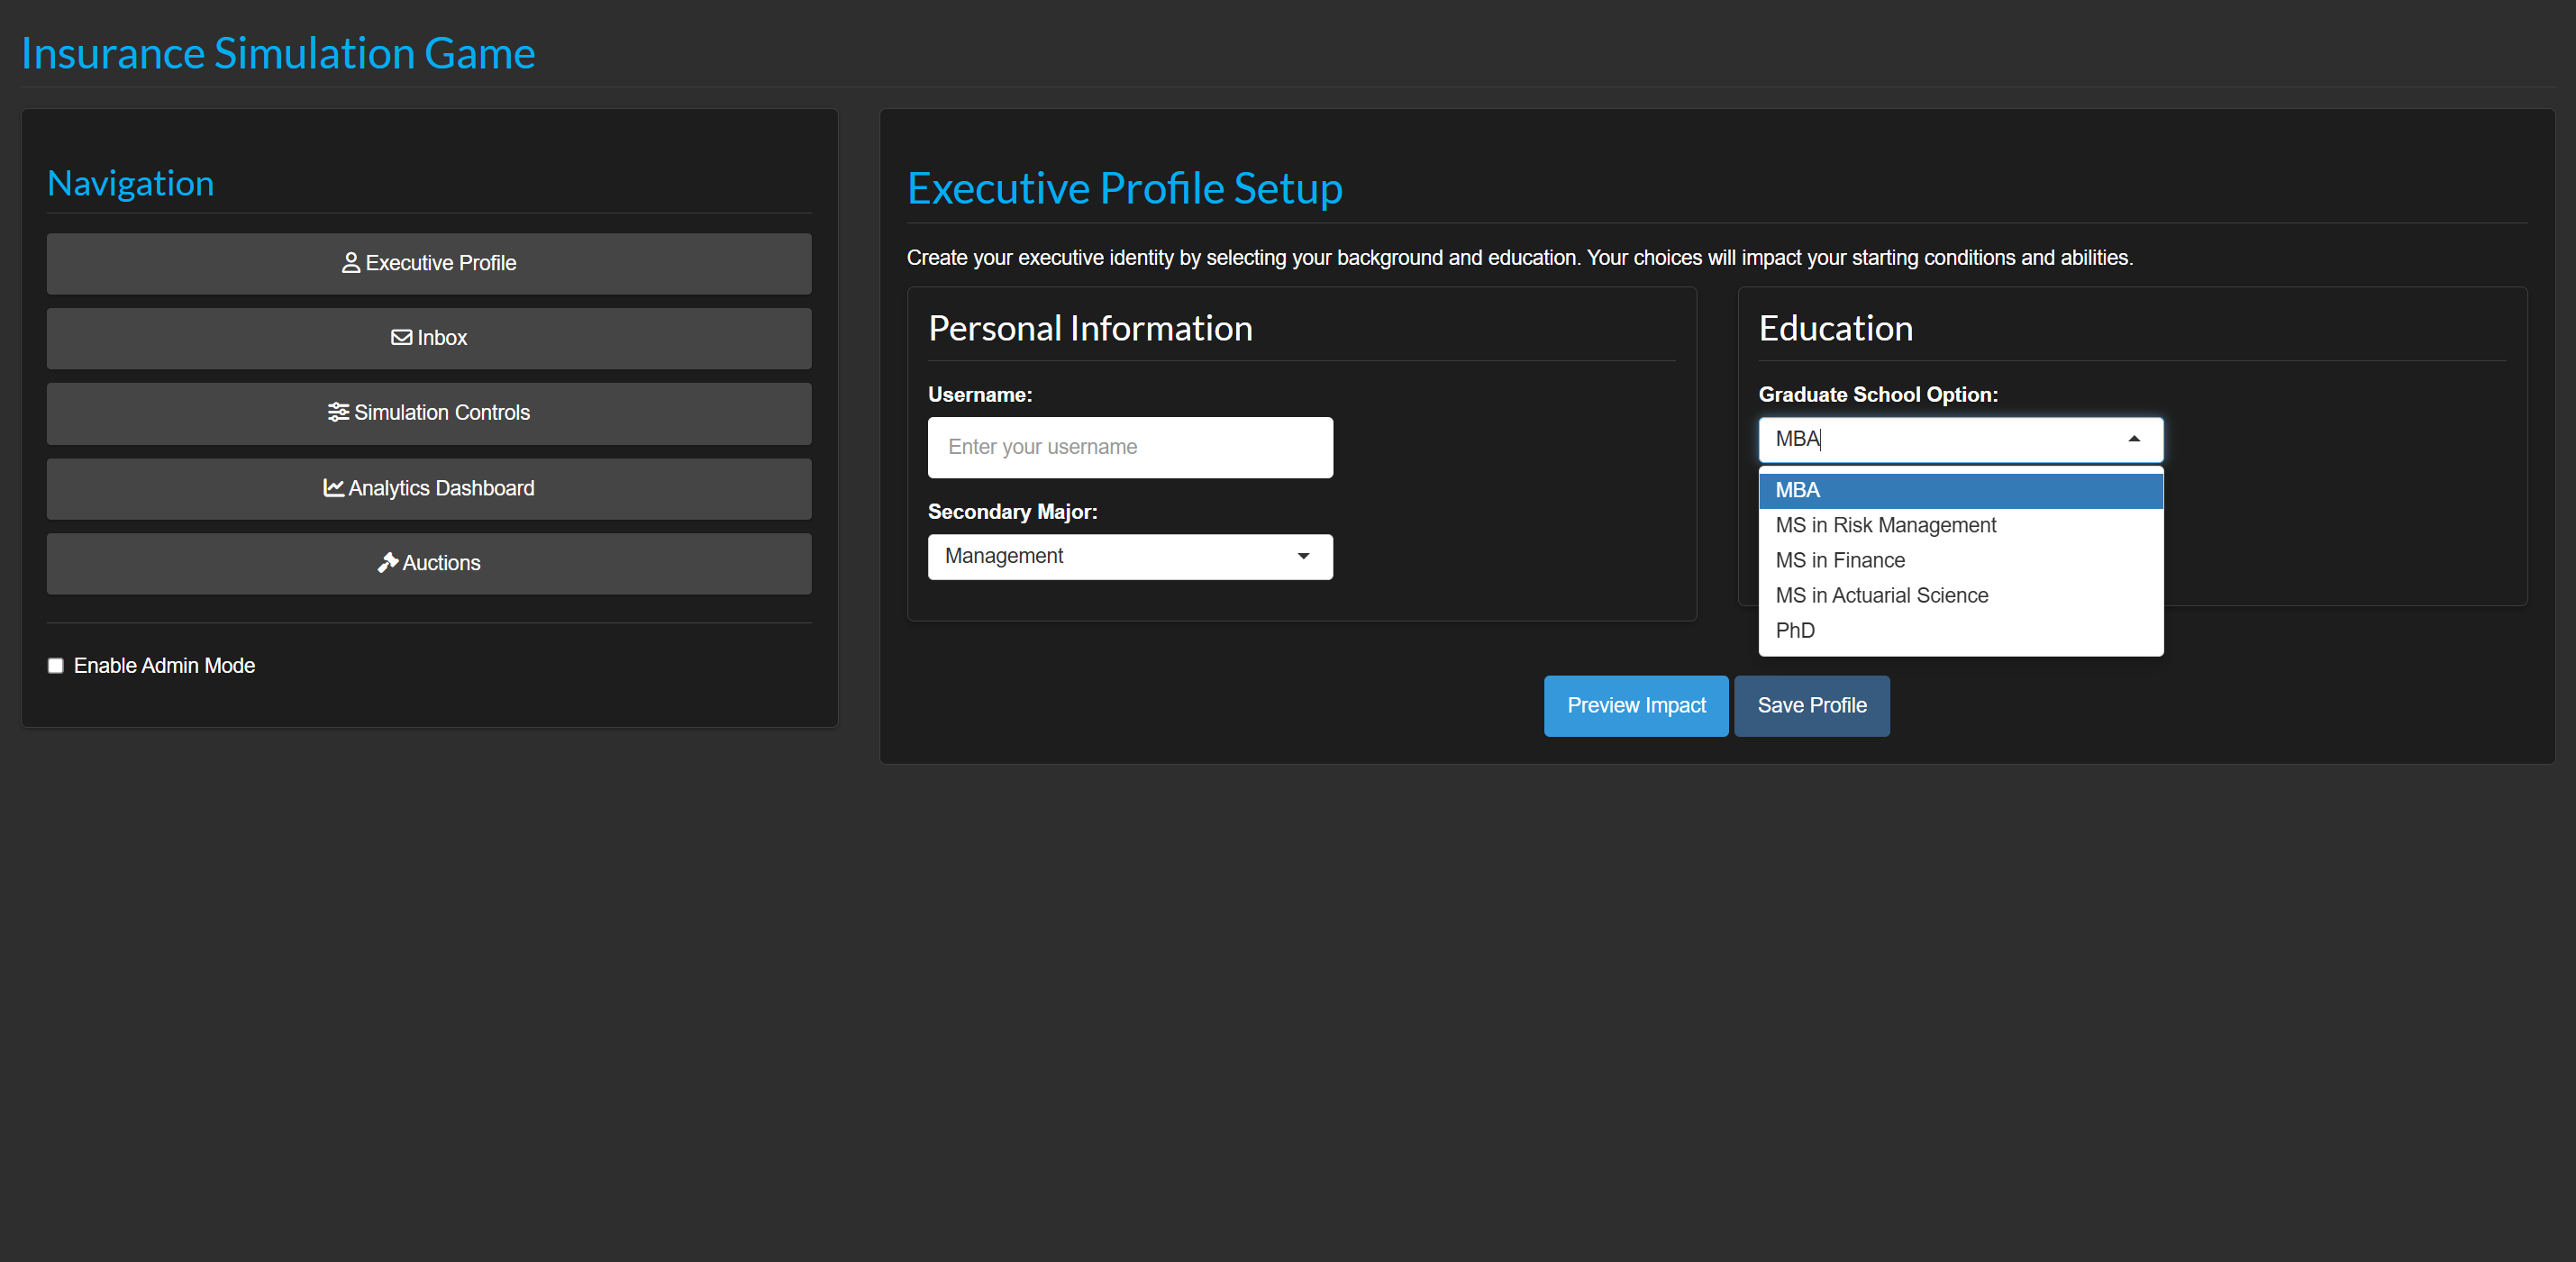 Insurance Simulation Game
Navigation
Executive Profile
Inbox
Simulation Controls
Analytics Dashboard
Auctions
Enable Admin Mode
Executive Profile Setup
Create your executive identity by selecting your background and education. Your choices will impact your starting conditions and abilities.
Personal Information
Username:
Enter your username
Secondary Major:
Management
Education
Graduate School Option:
MBA
MBA
MS in Risk Management
MS in Finance
MS in Actuarial Science
PhD
Preview Impact
Save Profile